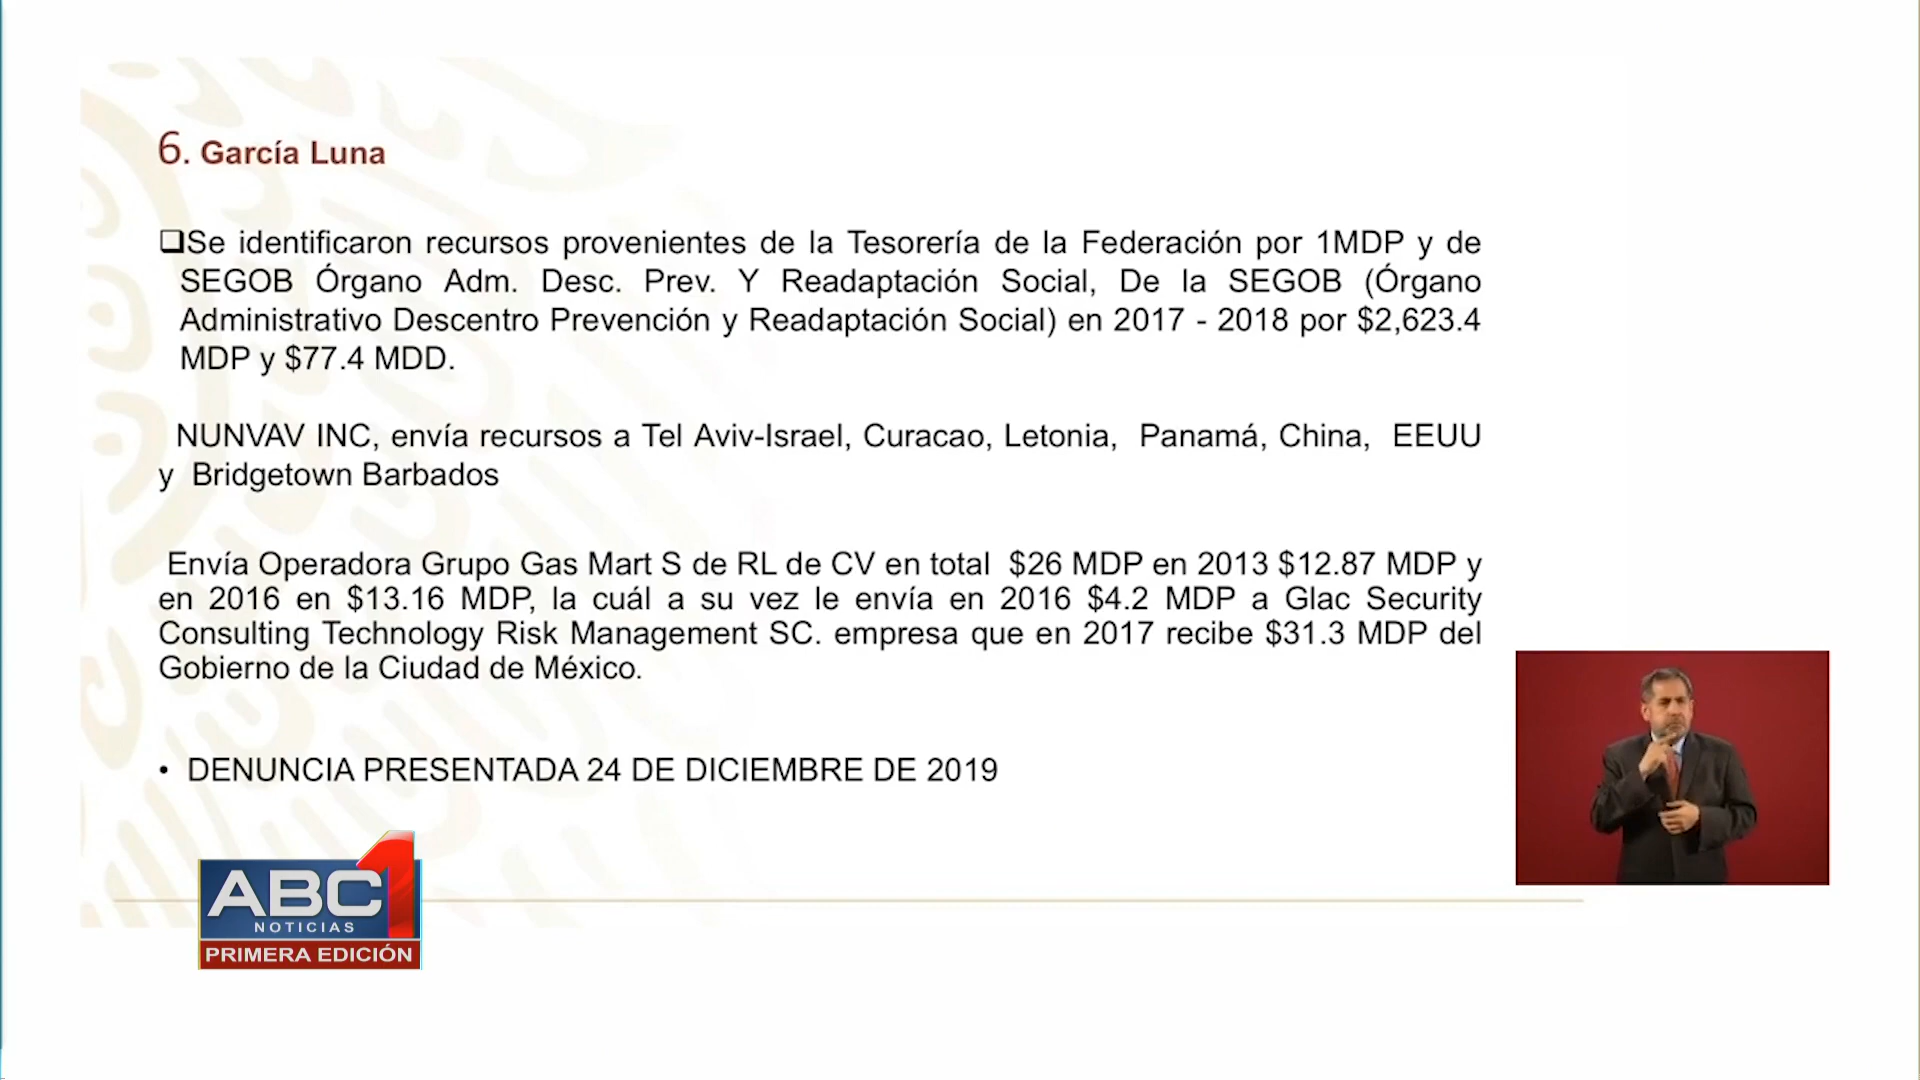 6. García Luna
❑Se identificaron recursos provenientes de la Tesorería de la Federación por 1MDP y de
SEGOB Órgano Adm. Desc. Prev. Y Readaptación Social, De la SEGOB (Órgano
Administrativo Descentro Prevención y Readaptación Social) en 2017 - 2018 por $2,623.4
MDP y $77.4 MDD.
NUNVAV INC, envía recursos a Tel Aviv-Israel, Curacao, Letonia, Panamá, China, EEUU
y Bridgetown Barbados
Envía Operadora Grupo Gas Mart S de RL de CV en total $26 MDP en 2013 $12.87 MDP y
en 2016 en $13.16 MDP, la cuál a su vez le envía en 2016 $4.2 MDP a Glac Security
Consulting Technology Risk Management SC. empresa que en 2017 recibe $31.3 MDP del
Gobierno de la Ciudad de México.
• DENUNCIA PRESENTADA 24 DE DICIEMBRE DE 2019
ABC 1
NOTICIAS
PRIMERA EDICIÓN